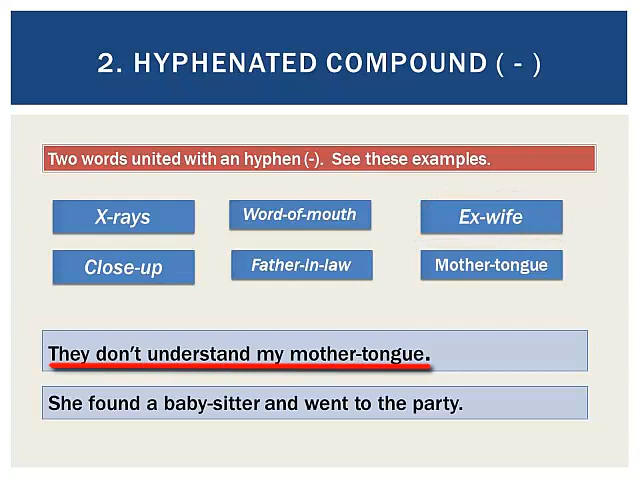 2. HYPHENATED COMPOUND ( - )
Two words united with an hyphen (-). See these examples.
X-rays
Word-of-mouth
Ex-wife
Close-up
Father-in-law
Mother-tongue
They don't understand my mother-tongue.
She found a baby-sitter and went to the party.